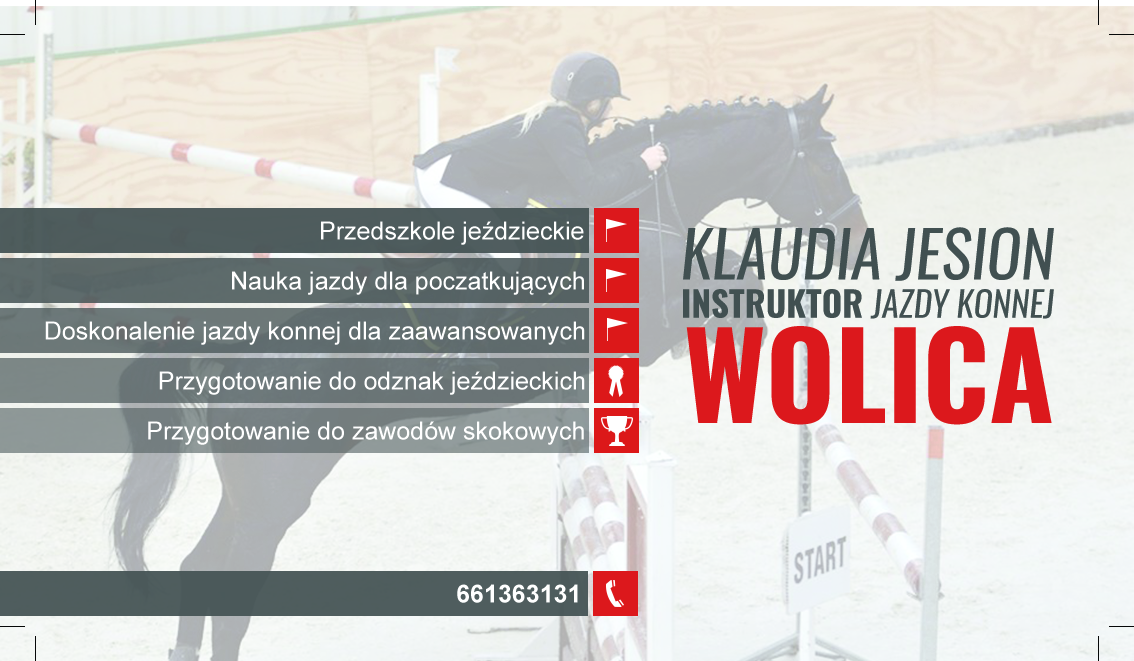 Przedszkole jeździeckie
Nauka jazdy dla poczatkujących
Doskonalenie jazdy konnej dla zaawansowanych
Przygotowanie do odznak jeździeckich
Przygotowanie do zawodów skokowych
661363131
KLAUDIA JESION
INSTRUKTOR JAZDY KONNEJ
WOLICA
START